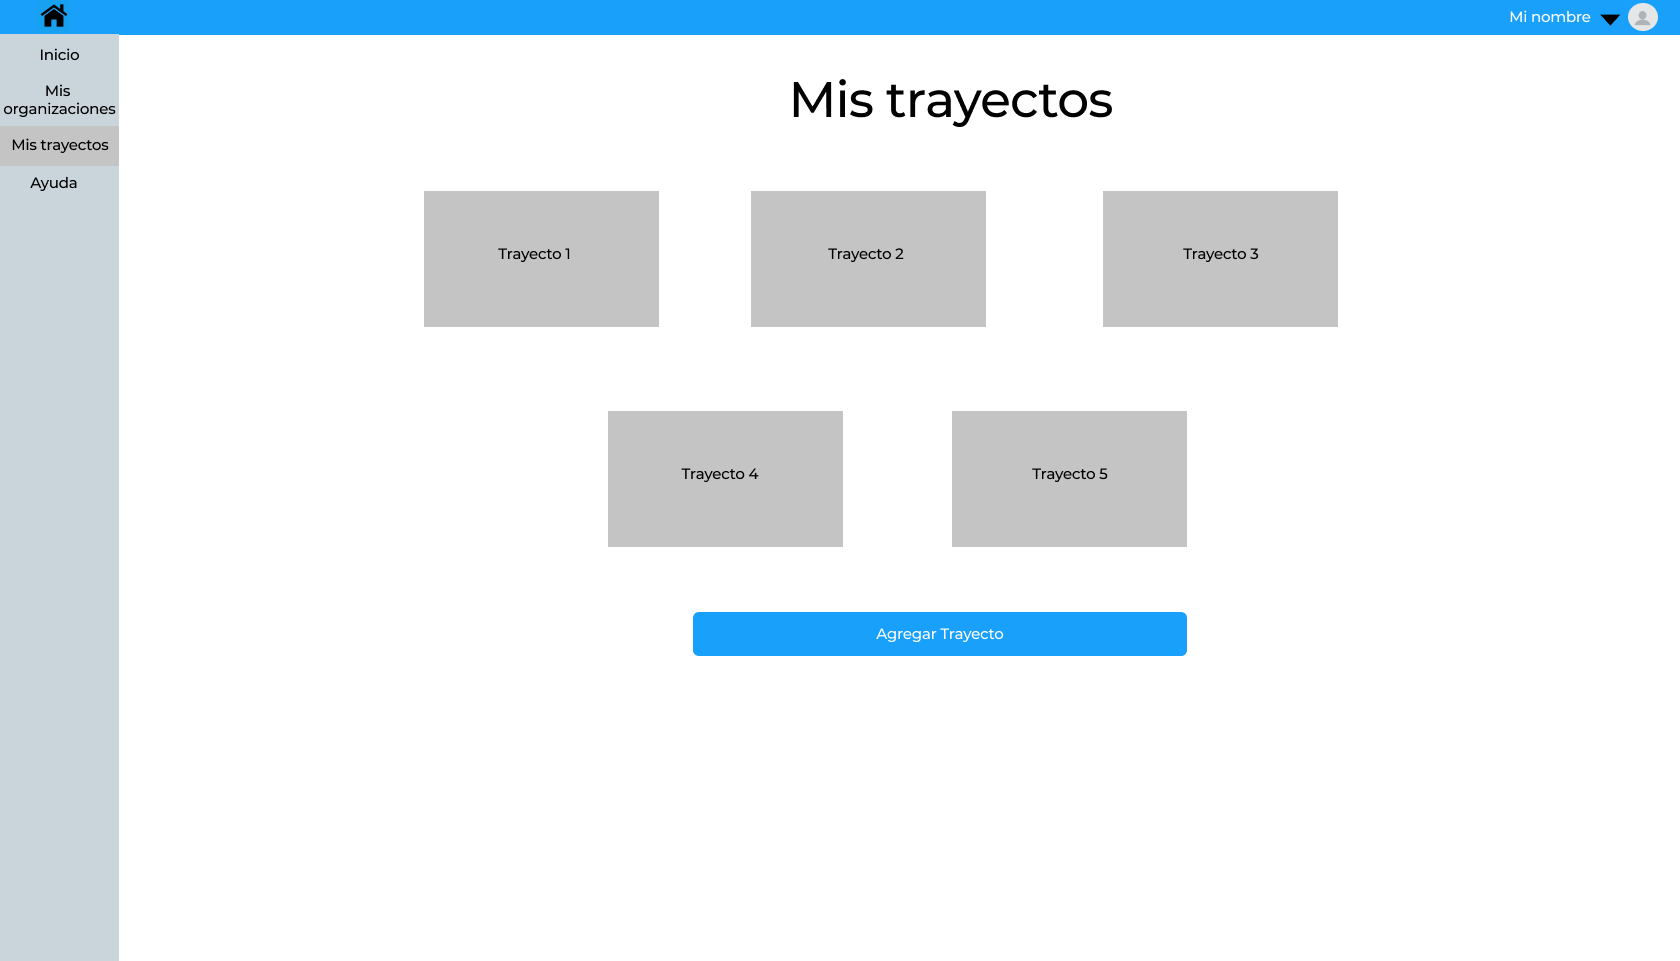 Mi nombre
Inicio
Mis
organizaciones
Mis trayectos
Ayuda
Mis trayectos
Trayecto 1
Trayecto 2
Trayecto 3
Trayecto 4
Trayecto 5
Agregar Trayecto